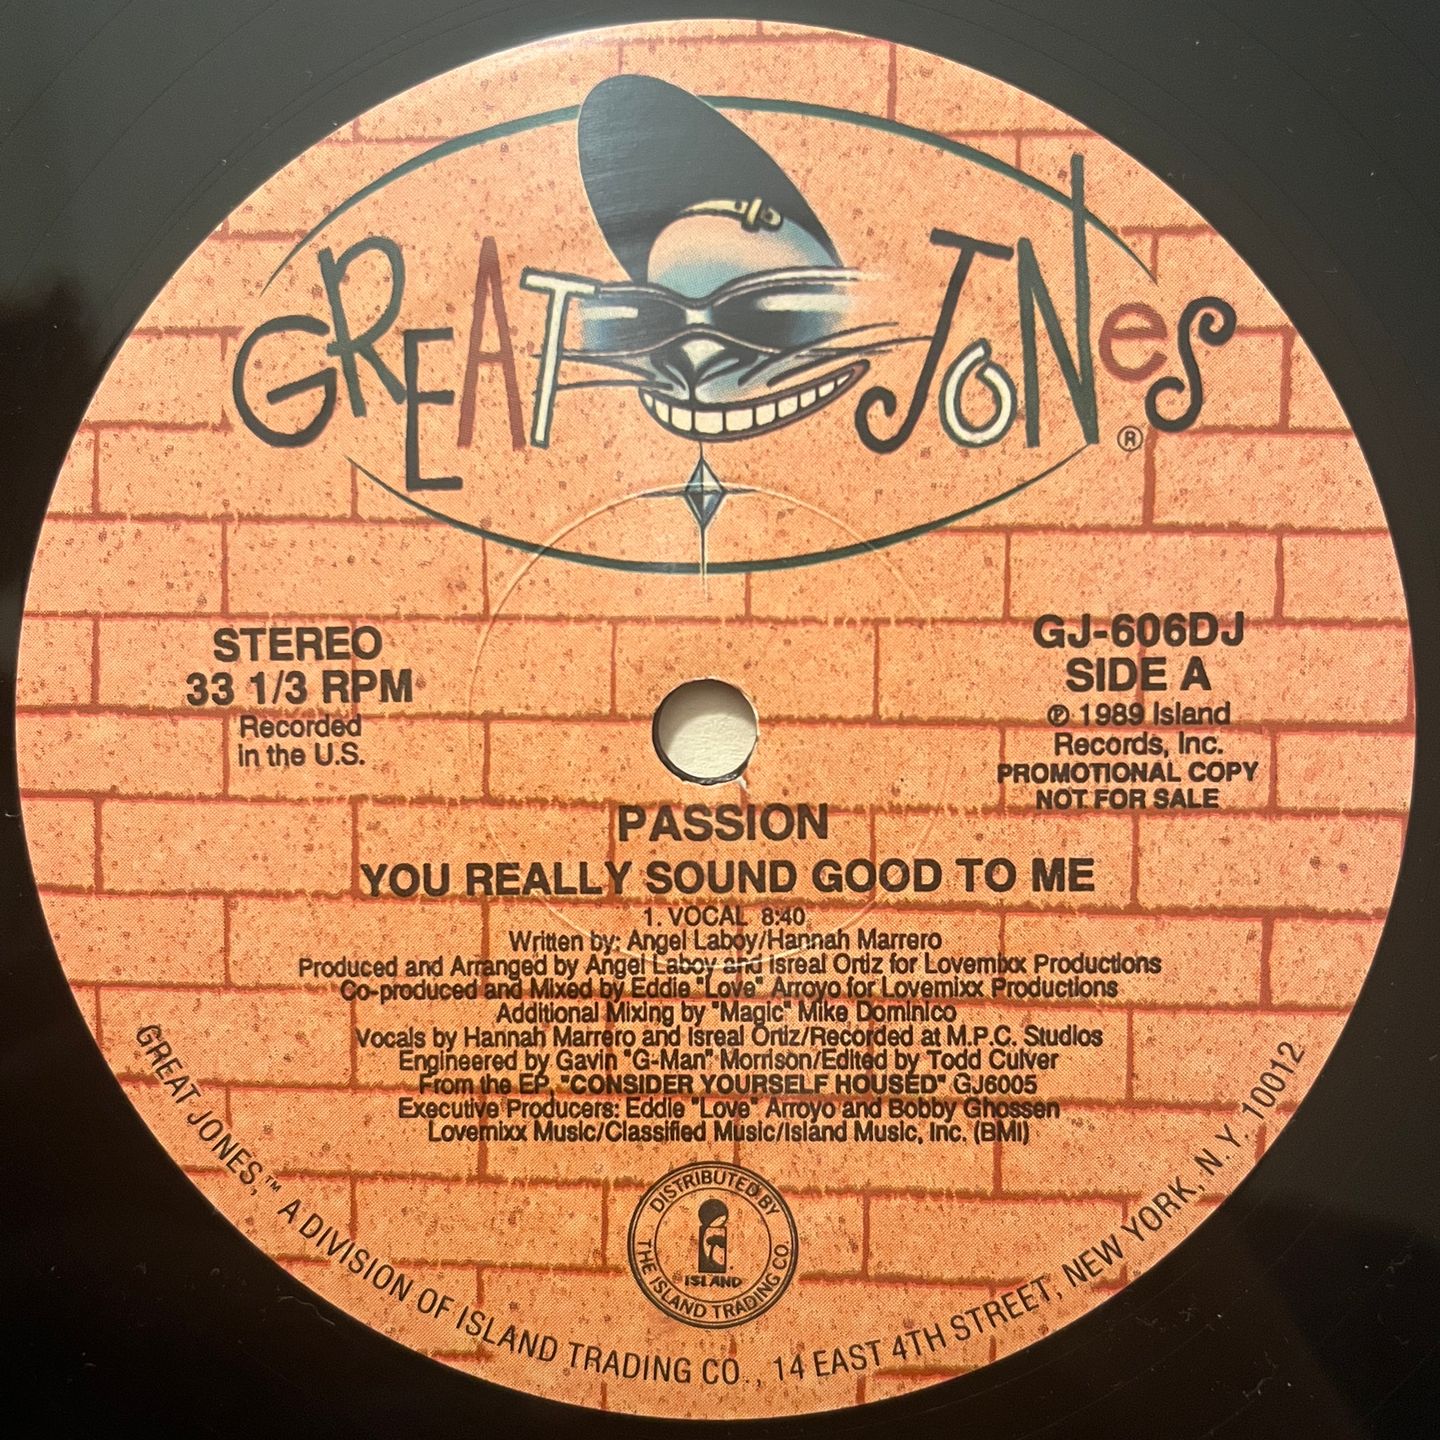 GREAT JONES ®
STEREO
33 1/3 RPM
Recorded
In the U.S.
GJ-606DJ
SIDE A
℗ 1989 Island
Records, Inc.
PROMOTIONAL COPY
NOT FOR SALE
PASSION
YOU REALLY SOUND GOOD TO ME
1. VOCAL 8:40
Written by: Angel Laboy/Hannah Marrero
Produced and Arranged by Angel Laboy and Isreal Ortiz for Lovemixx Productions
Co-produced and Mixed by Eddie "Love" Arroyo for Lovemixx Productions
Additional Mixing by "Magic" Mike Dominico
Vocals by Hannah Marrero and Isreal Ortiz/Recorded at M.P.C. Studios
Engineered by Gavin "G-Man" Morrison/Edited by Todd Culver
From the EP, "CONSIDER YOURSELF HOUSED" GJ6005
Executive Producers: Eddie "Love" Arroyo and Bobby Ghossen
Lovemixx Music/Classified Music/Island Music, Inc. (BMI)
DISTRIBUTED BY
ISLAND
THE ISLAND TRADING CO.
GREAT JONES,™ A DIVISION OF ISLAND TRADING CO., 14 EAST 4TH STREET, NEW YORK, N.Y. 10012